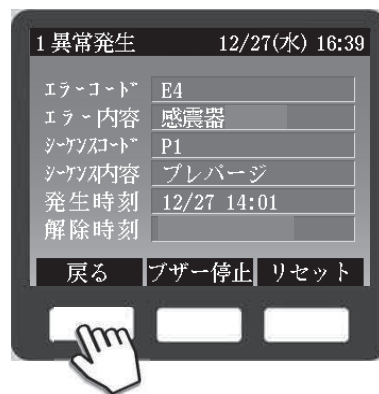 1 異常発生 12/27(水) 16:39
ｴﾗｰｺｰﾄﾞ E4
ｴﾗｰ内容 感震器
ｼｰｹﾝｽｺｰﾄﾞ P1
ｼｰｹﾝｽ内容 プレパージ
発生時刻 12/27 14:01
解除時刻
戻る ブザー停止 リセット